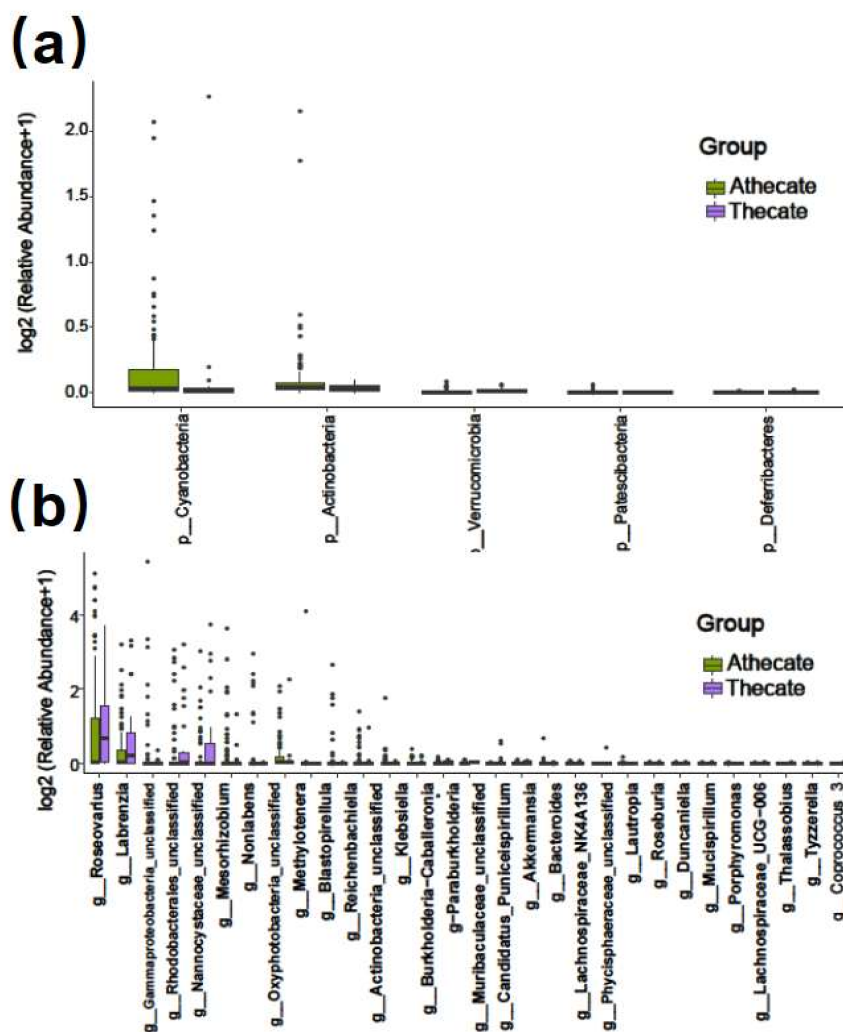 (a)
log2 (Relative Abundance+1)
2.0
1.5
1.0
0.5
0.0
Group
Athecate
Thecate
p__Cyanobacteria
p__Actinobacteria
p__Verrucomicrobia
p__Patescibacteria
p__Deferribacteres
(b)
log2 (Relative Abundance+1)
4
2
0
Group
Athecate
Thecate
g__Roseovarius
g__Labrenzia
g__Gammaproteobacteria_unclassified
g__Rhodobacterales_unclassified
g__Nannocystaceae_unclassified
g__Mesorhizobium
g__Nonlabens
g__Oxyphotobacteria_unclassified
g__Methylotenera
g__Blastopirellula
g__Reichenbachiella
g__Actinobacteria_unclassified
g__Klebsiella
g__Burkholderia-Caballeronia
g-Paraburkholderia
g__Muribaculaceae_unclassified
g__Candidatus_Puniceispirillum
g__Akkermansia
g__Bacteroides
g__Lachnospiraceae_NK4A136
g__Phycisphaeraceae_unclassified
g__Lautropia
g__Roseburia
g__Duncaniella
g__Mucispirillum
g__Porphyromonas
g__Lachnospiraceae_UCG-006
g__Thalassobius
g__Tyzzerella
g__Coprococcus_3